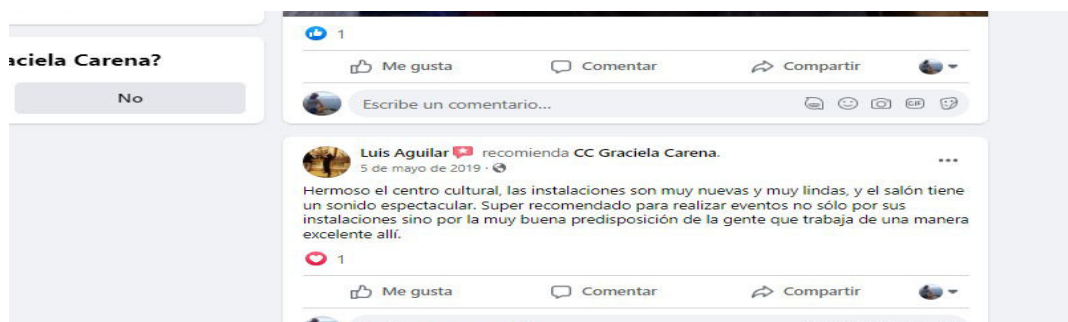 1
aciela Carena?
Me gusta
Comentar
Compartir
No
Escribe un comentario...
GIF
Luis Aguilar recomienda CC Graciela Carena.
5 de mayo de 2019 ·
Hermoso el centro cultural, las instalaciones son muy nuevas y muy lindas, y el salón tiene
un sonido espectacular. Super recomendado para realizar eventos no sólo por sus
instalaciones sino por la muy buena predisposición de la gente que trabaja de una manera
excelente allí.
1
Me gusta
Comentar
Compartir